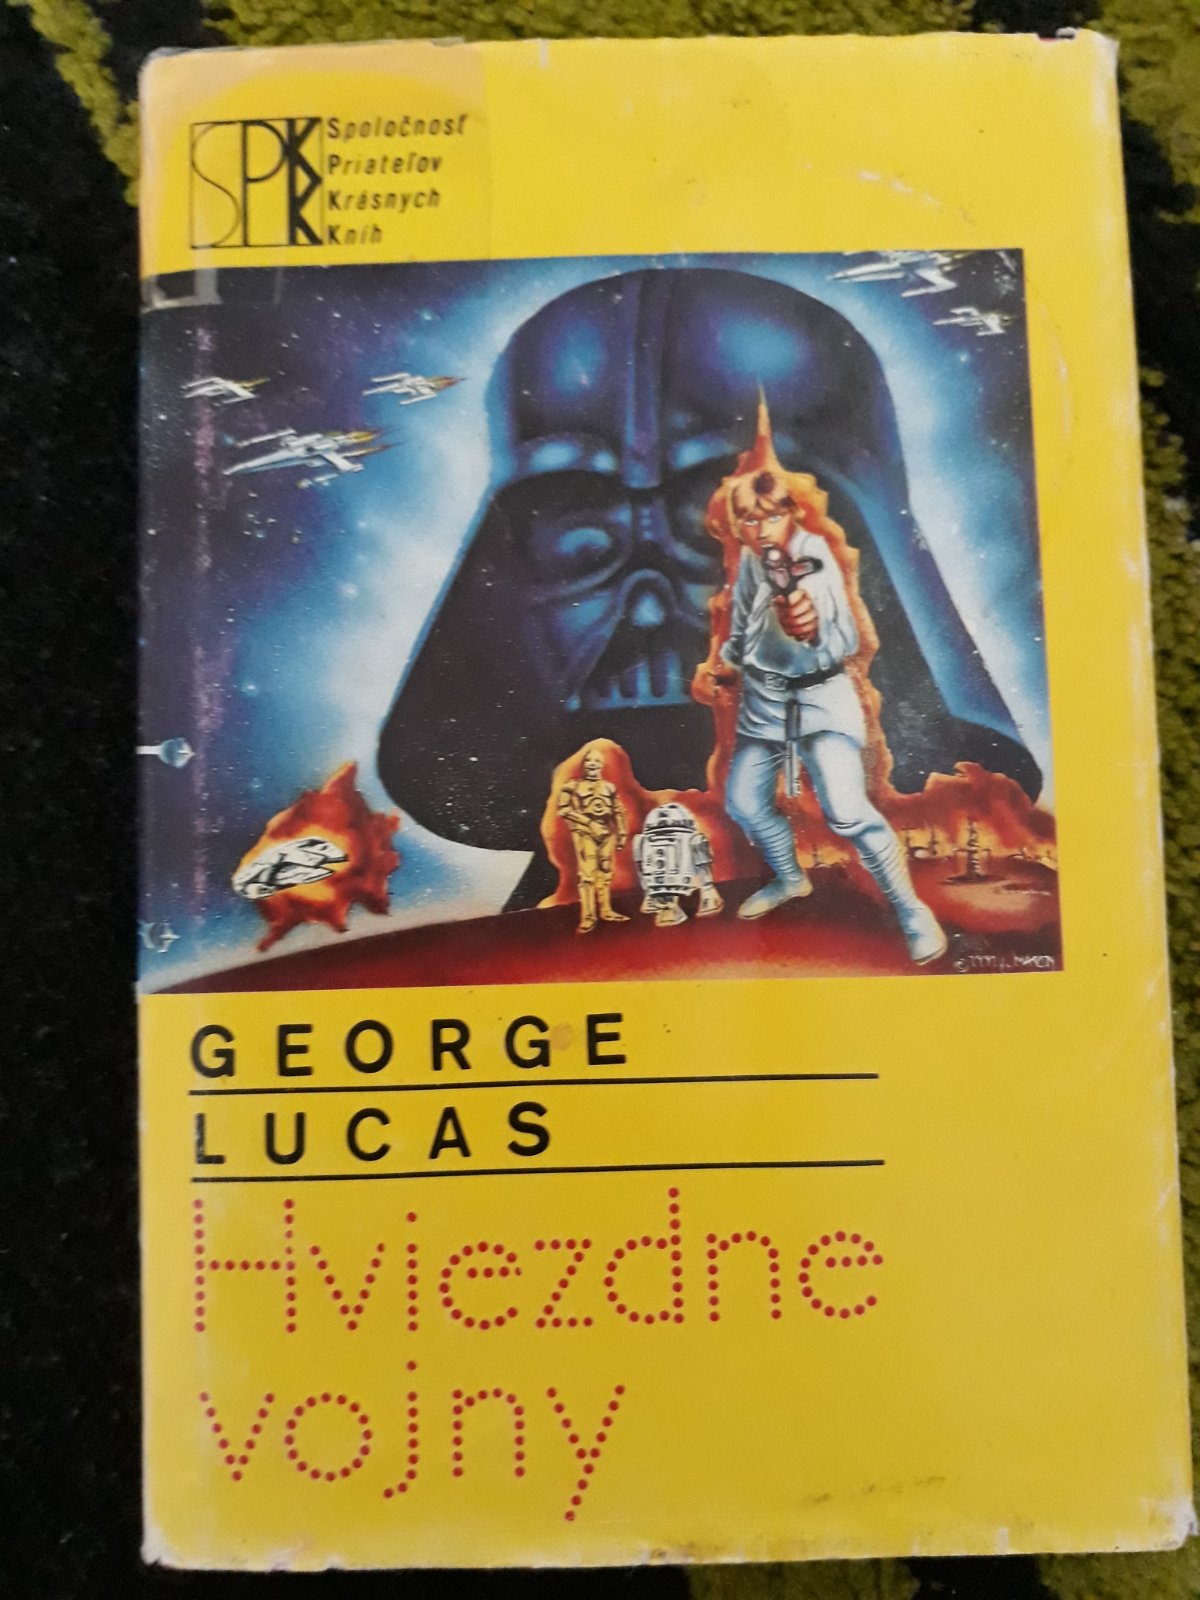 SPKK
Spoločnosť
Priateľov
Krásnych
Kníh
GEORGE
LUCAS
Hviezdne
vojny